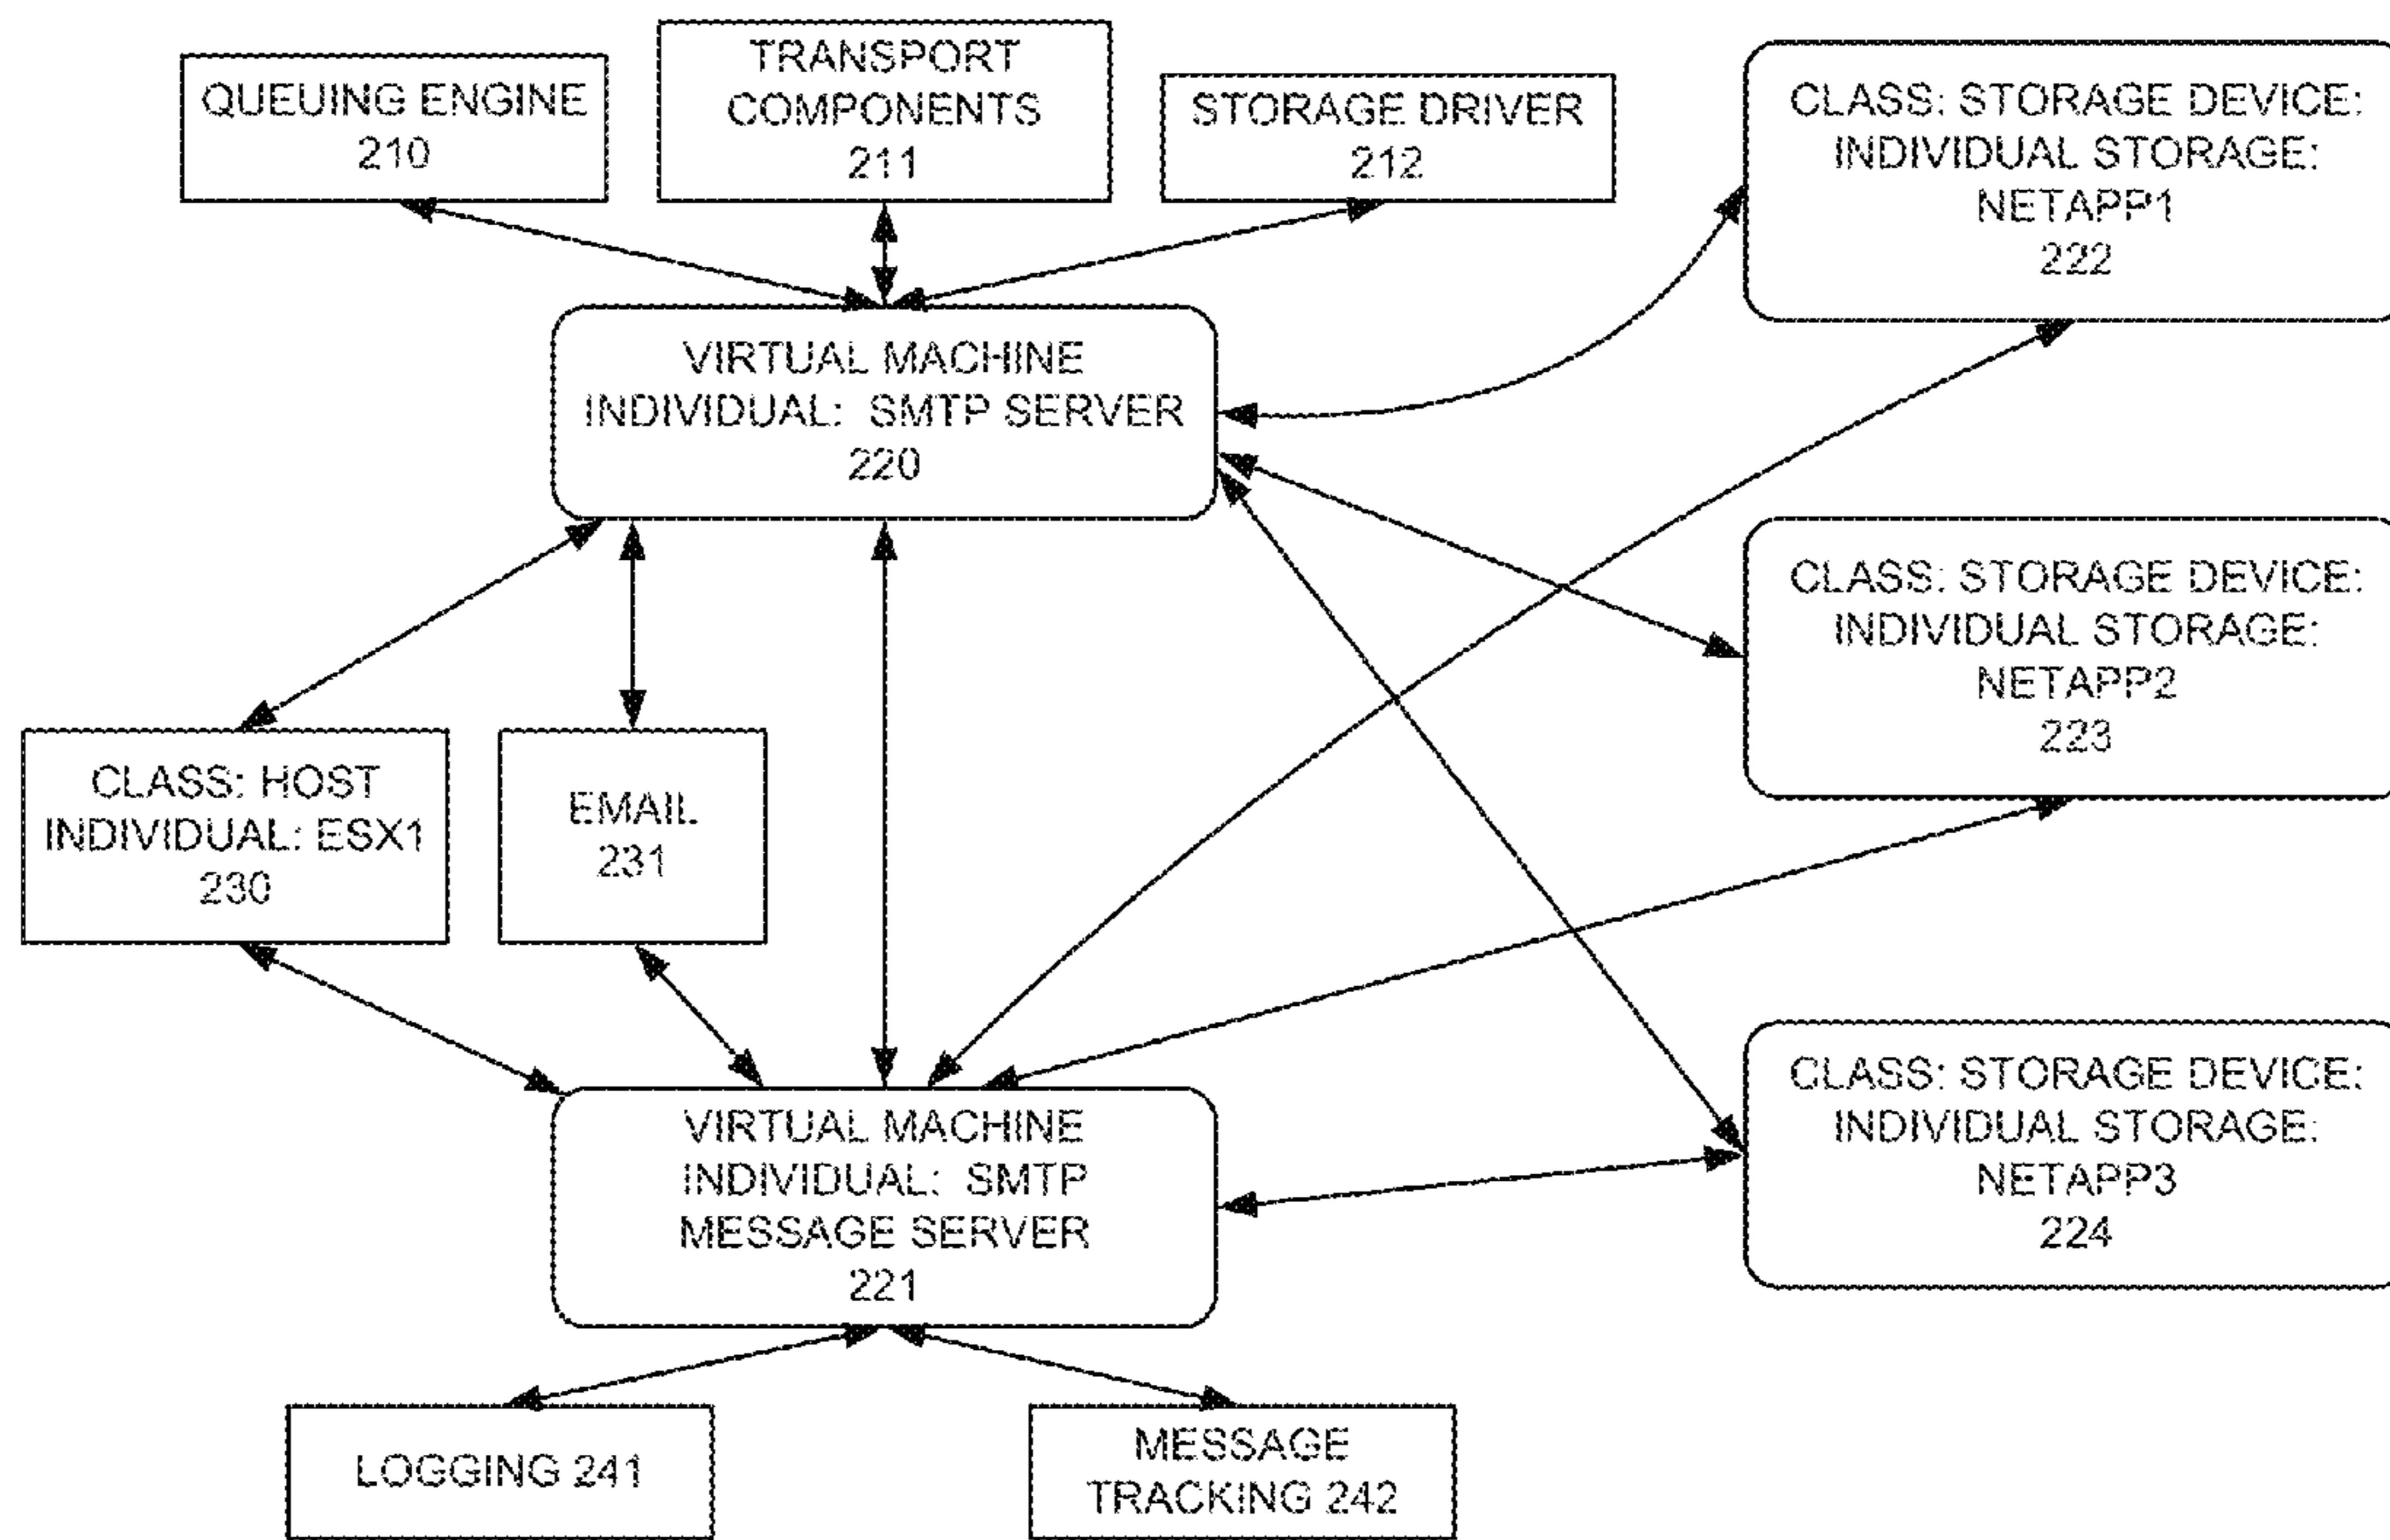 QUEUING ENGINE
210
TRANSPORT
COMPONENTS
211
STORAGE DRIVER
212
CLASS: STORAGE DEVICE:
INDIVIDUAL STORAGE:
NETAPP1
222
VIRTUAL MACHINE
INDIVIDUAL: SMTP SERVER
220
CLASS: STORAGE DEVICE:
INDIVIDUAL STORAGE:
NETAPP2
223
CLASS: HOST
INDIVIDUAL: ESX1
230
EMAIL
231
VIRTUAL MACHINE
INDIVIDUAL: SMTP
MESSAGE SERVER
221
CLASS: STORAGE DEVICE:
INDIVIDUAL STORAGE:
NETAPP3
224
LOGGING 241
MESSAGE
TRACKING 242